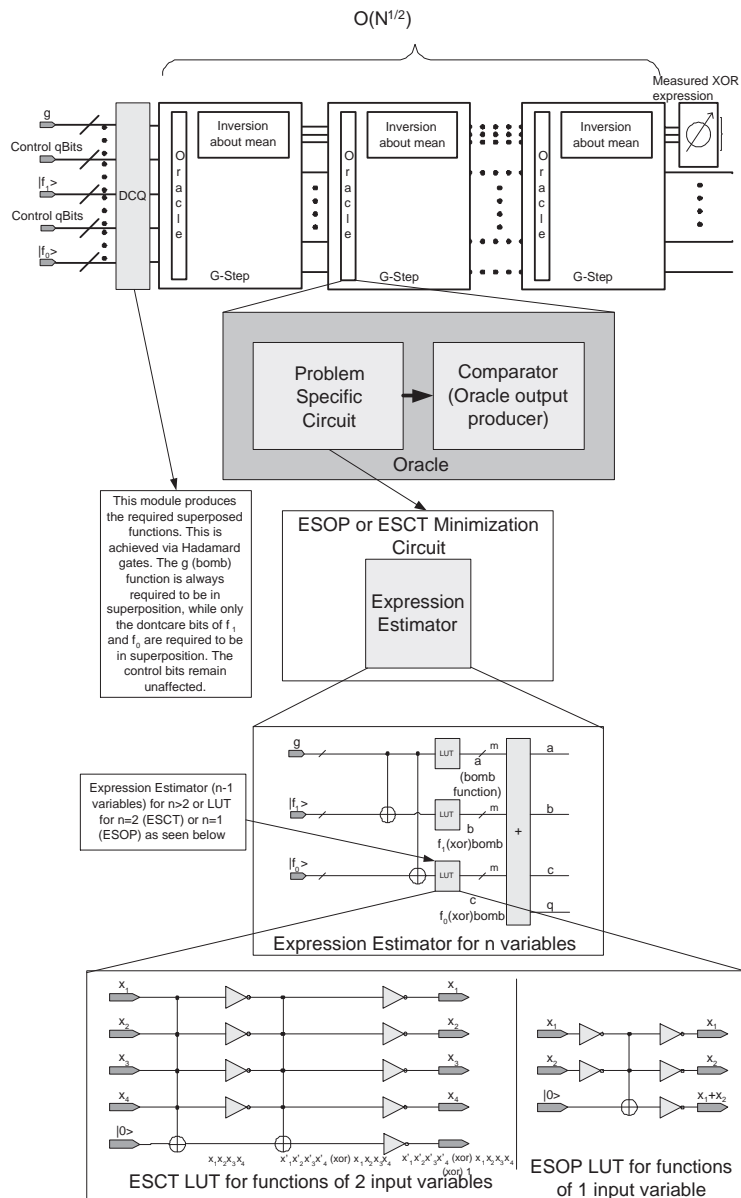 O(N1/2)
Measured XOR
expression
g
Control qBits
|f1>
Control qBits
|f0>
DCQ
Oracle
Inversion
about mean
G-Step
Oracle
Inversion
about mean
G-Step
Oracle
Inversion
about mean
G-Step
Problem
Specific
Circuit
Comparator
(Oracle output
producer)
Oracle
This module produces
the required superposed
functions. This is
achieved via Hadamard
gates. The g (bomb)
function is always
required to be in
superposition, while only
the dontcare bits of f1
and f0 are required to be
in superposition. The
control bits remain
unaffected.
ESOP or ESCT Minimization
Circuit
Expression
Estimator
Expression Estimator (n-1
variables) for n>2 or LUT
for n=2 (ESCT) or n=1
(ESOP) as seen below
g
LUT
m
a
(bomb
function)
a
|f1>
LUT
m
b
f1(xor)bomb
b
+
|f0>
LUT
m
c
f0(xor)bomb
c
q
Expression Estimator for n variables
x1
x1
x2
x2
x3
x3
x4
x4
|0>
x1x2x3x4
x'1x'2x'3x'4 (xor) x1x2x3x4
x'1x'2x'3x'4 (xor) x1x2x3x4
(xor) 1
ESCT LUT for functions of 2 input variables
x1
x1
x2
x2
|0>
x1+x2
ESOP LUT for functions
of 1 input variable